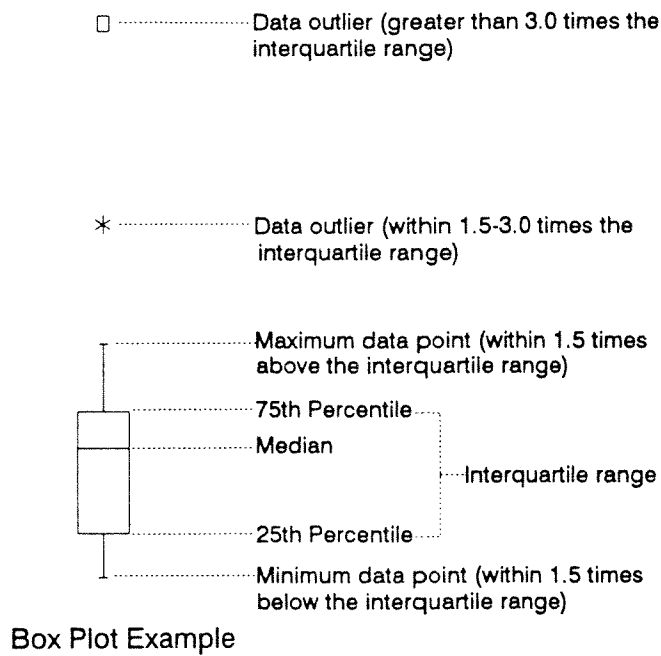 Data outlier (greater than 3.0 times the
interquartile range)
Data outlier (within 1.5-3.0 times the
interquartile range)
Maximum data point (within 1.5 times
above the interquartile range)
75th Percentile
Median
Interquartile range
25th Percentile
Minimum data point (within 1.5 times
below the interquartile range)
Box Plot Example